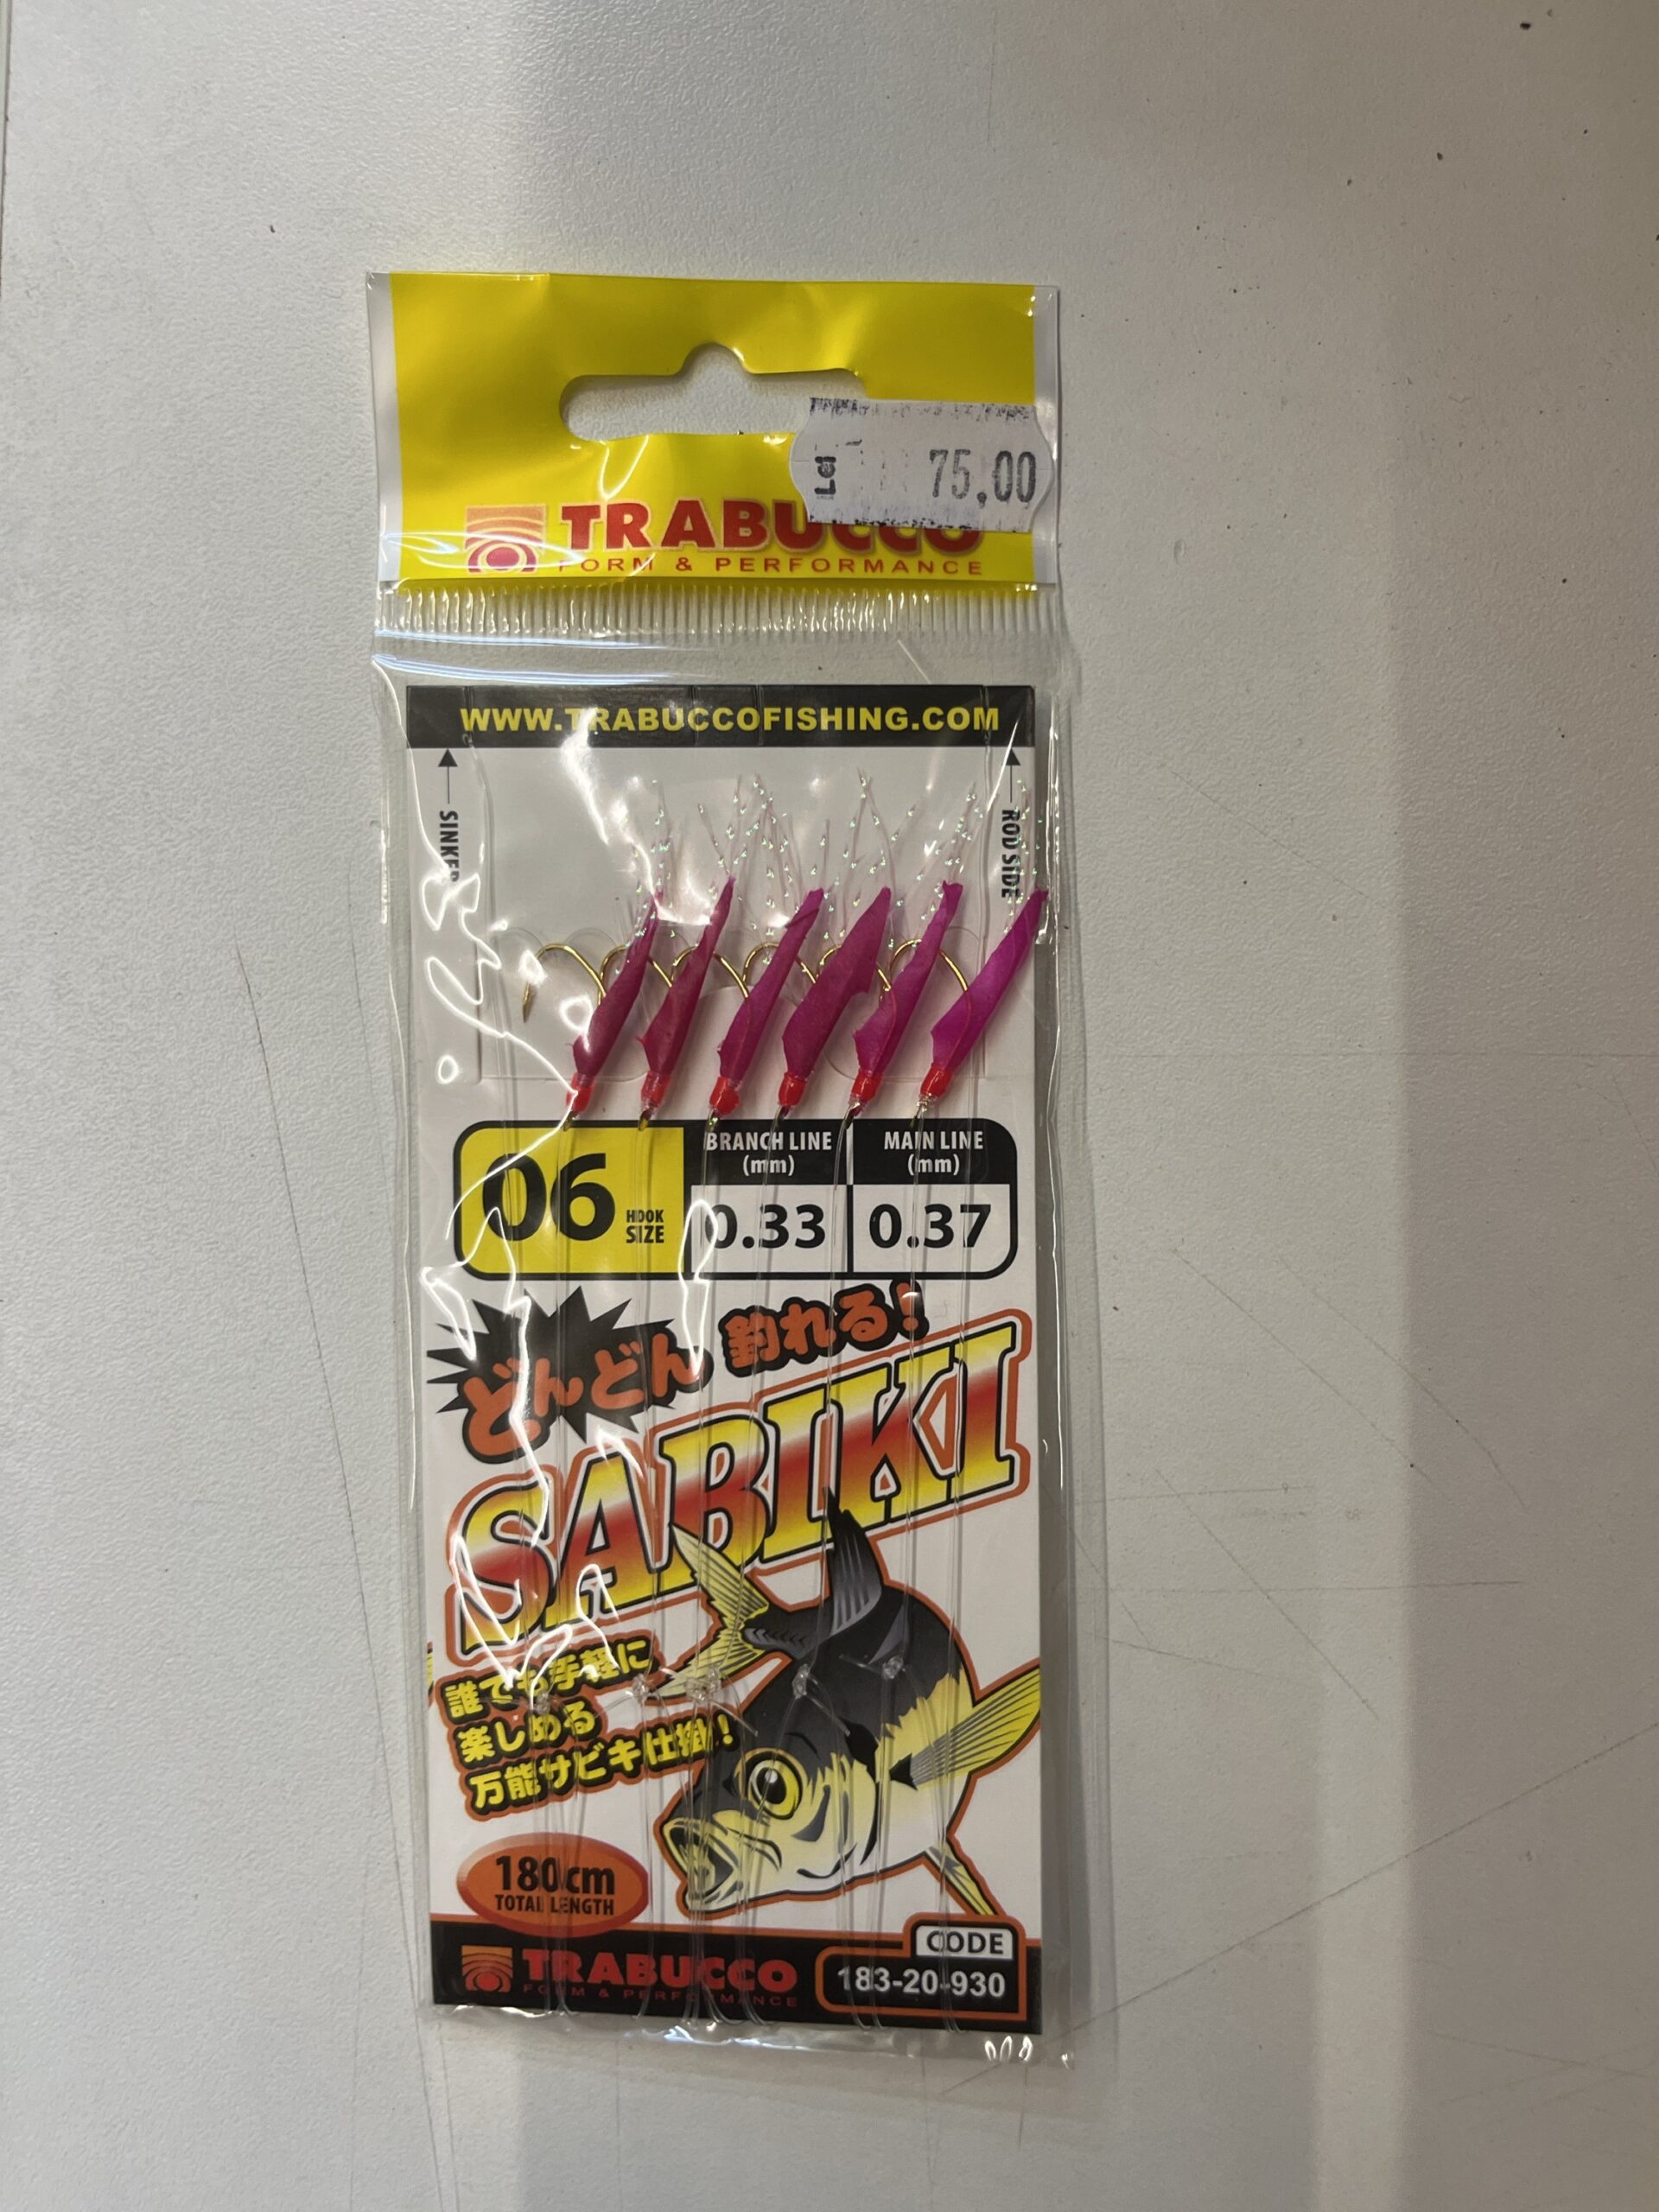 Lei 75,00
TRABUCCO
FORM & PERFORMANCE
WWW.TRABUCCOFISHING.COM
SINKER
ROD SIDE
06 HOOK SIZE
BRANCH LINE (mm)
0.33
MAIN LINE (mm)
0.37
どんどん 釣れる!
SABIKI
誰でも手軽に
楽しめる
万能サビキ仕掛!
180cm
TOTAL LENGTH
TRABUCCO
FORM & PERFORMANCE
CODE
183-20-930